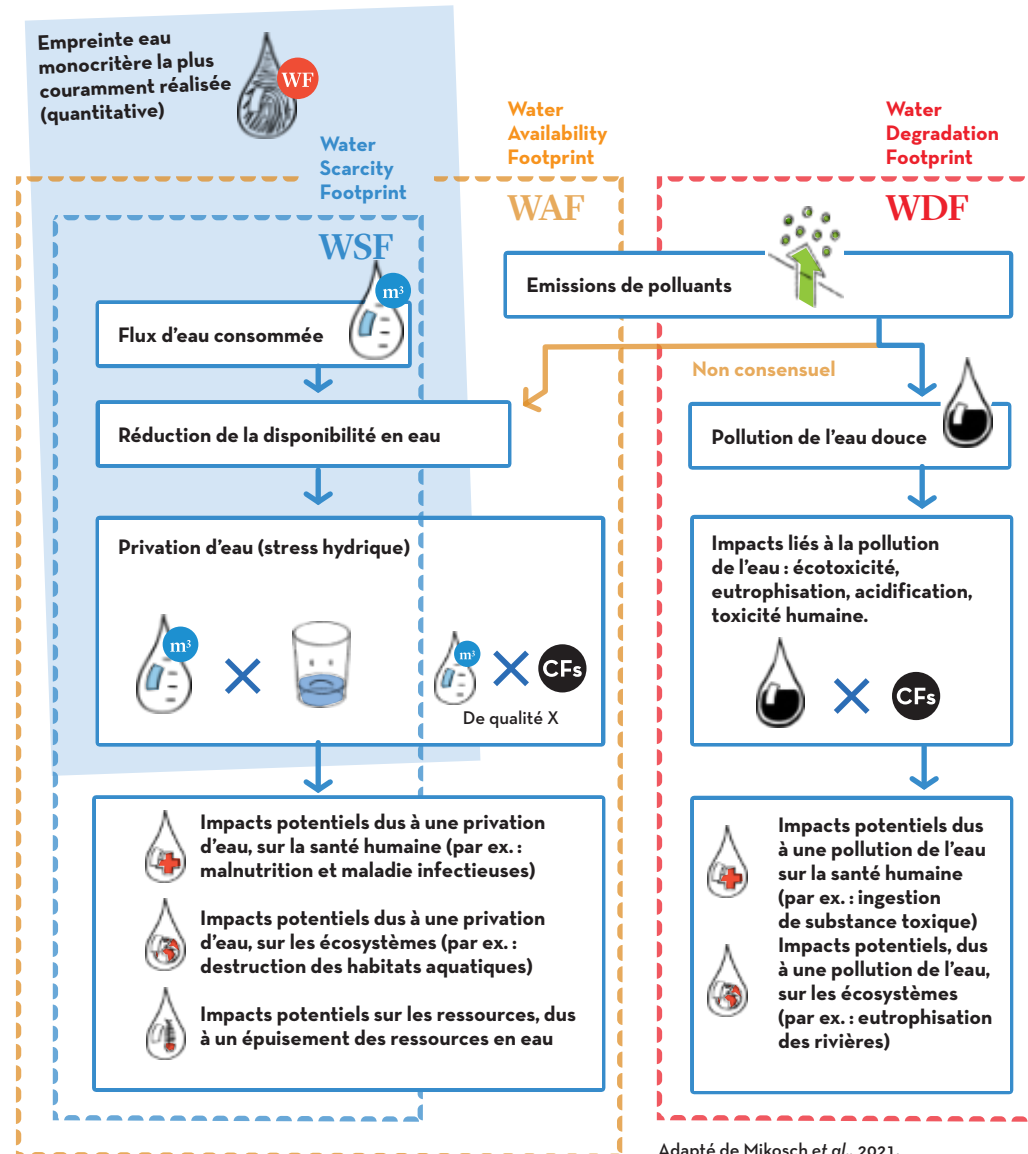 Empreinte eau
monocritère la plus
couramment réalisée
(quantitative)
WF
Water
Scarcity
Footprint
WSF
Water
Availability
Footprint
WAF
Water
Degradation
Footprint
WDF
Emissions de polluants
m³
Flux d'eau consommée
Non consensuel
Réduction de la disponibilité en eau
Pollution de l'eau douce
Privation d'eau (stress hydrique)
m³
m³
CFs
De qualité X
Impacts liés à la pollution
de l'eau : écotoxicité,
eutrophisation, acidification,
toxicité humaine.
CFs
Impacts potentiels dus à une privation
d'eau, sur la santé humaine (par ex. :
malnutrition et maladie infectieuses)
Impacts potentiels dus à une privation
d'eau, sur les écosystèmes (par ex. :
destruction des habitats aquatiques)
Impacts potentiels sur les ressources, dus
à un épuisement des ressources en eau
Impacts potentiels dus
à une pollution de l'eau
sur la santé humaine
(par ex. : ingestion
de substance toxique)
Impacts potentiels, dus
à une pollution de l'eau,
sur les écosystèmes
(par ex. : eutrophisation
des rivières)
Adapté de Mikosch et al., 2021.